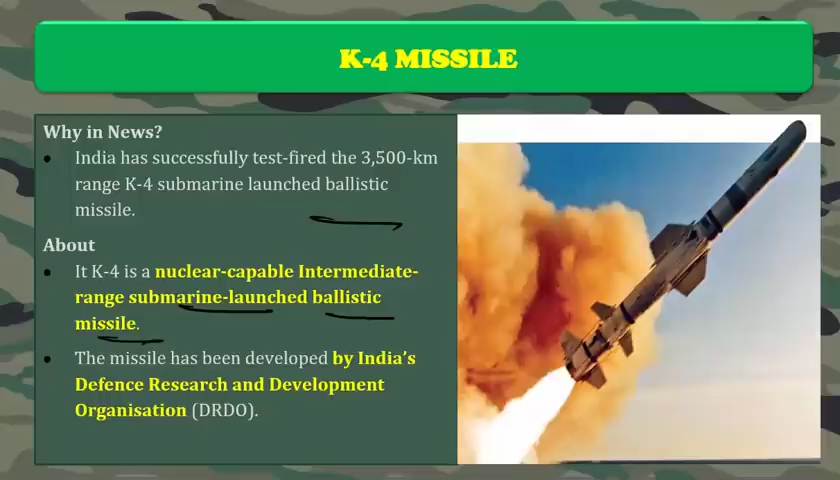 K-4 MISSILE
Why in News?
India has successfully test-fired the 3,500-km
range K-4 submarine launched ballistic
missile.
About
It K-4 is a nuclear-capable Intermediate-
range submarine-launched ballistic
missile.
The missile has been developed by India's
Defence Research and Development
Organisation (DRDO).